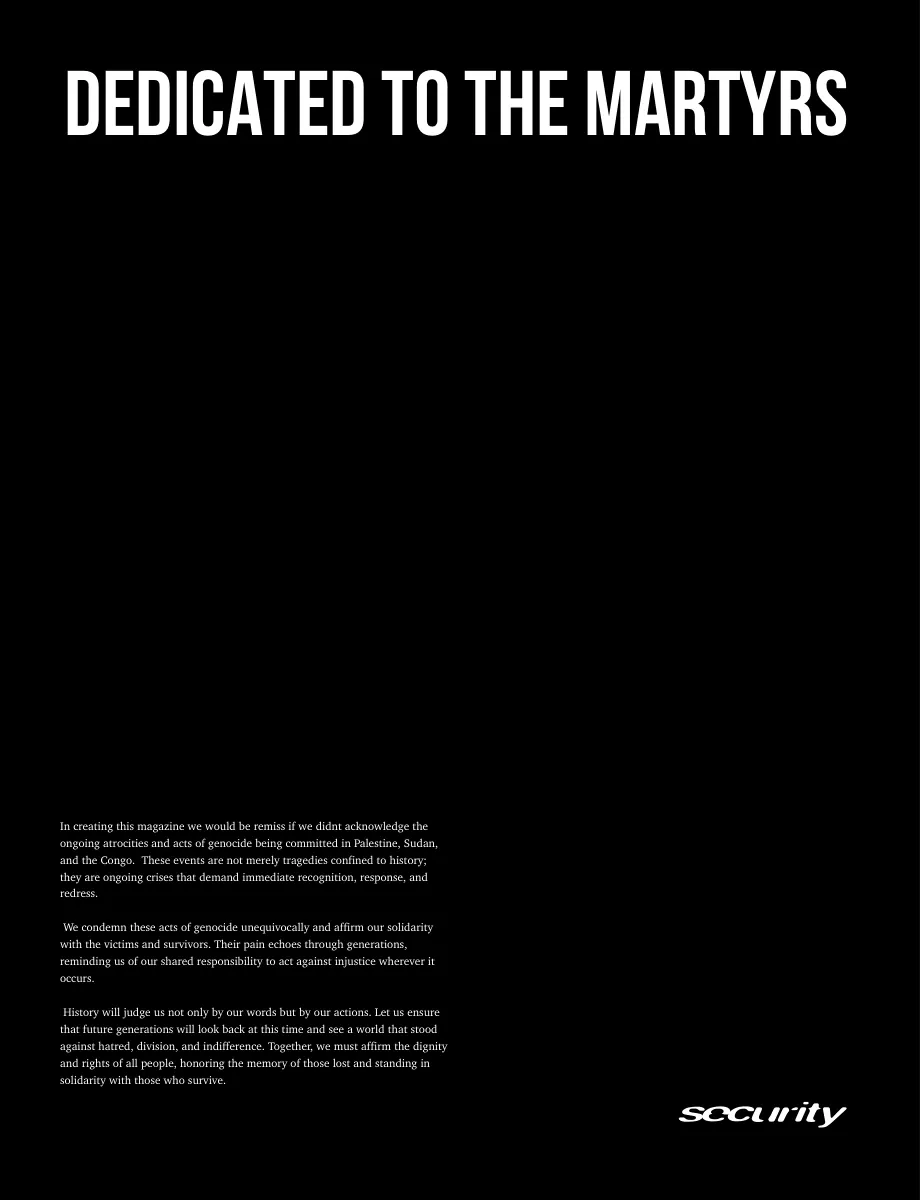 DEDICATED TO THE MARTYRS
In creating this magazine we would be remiss if we didnt acknowledge the
ongoing atrocities and acts of genocide being committed in Palestine, Sudan,
and the Congo.  These events are not merely tragedies confined to history;
they are ongoing crises that demand immediate recognition, response, and
redress.
We condemn these acts of genocide unequivocally and affirm our solidarity
with the victims and survivors. Their pain echoes through generations,
reminding us of our shared responsibility to act against injustice wherever it
occurs.
History will judge us not only by our words but by our actions. Let us ensure
that future generations will look back at this time and see a world that stood
against hatred, division, and indifference. Together, we must affirm the dignity
and rights of all people, honoring the memory of those lost and standing in
solidarity with those who survive.
security